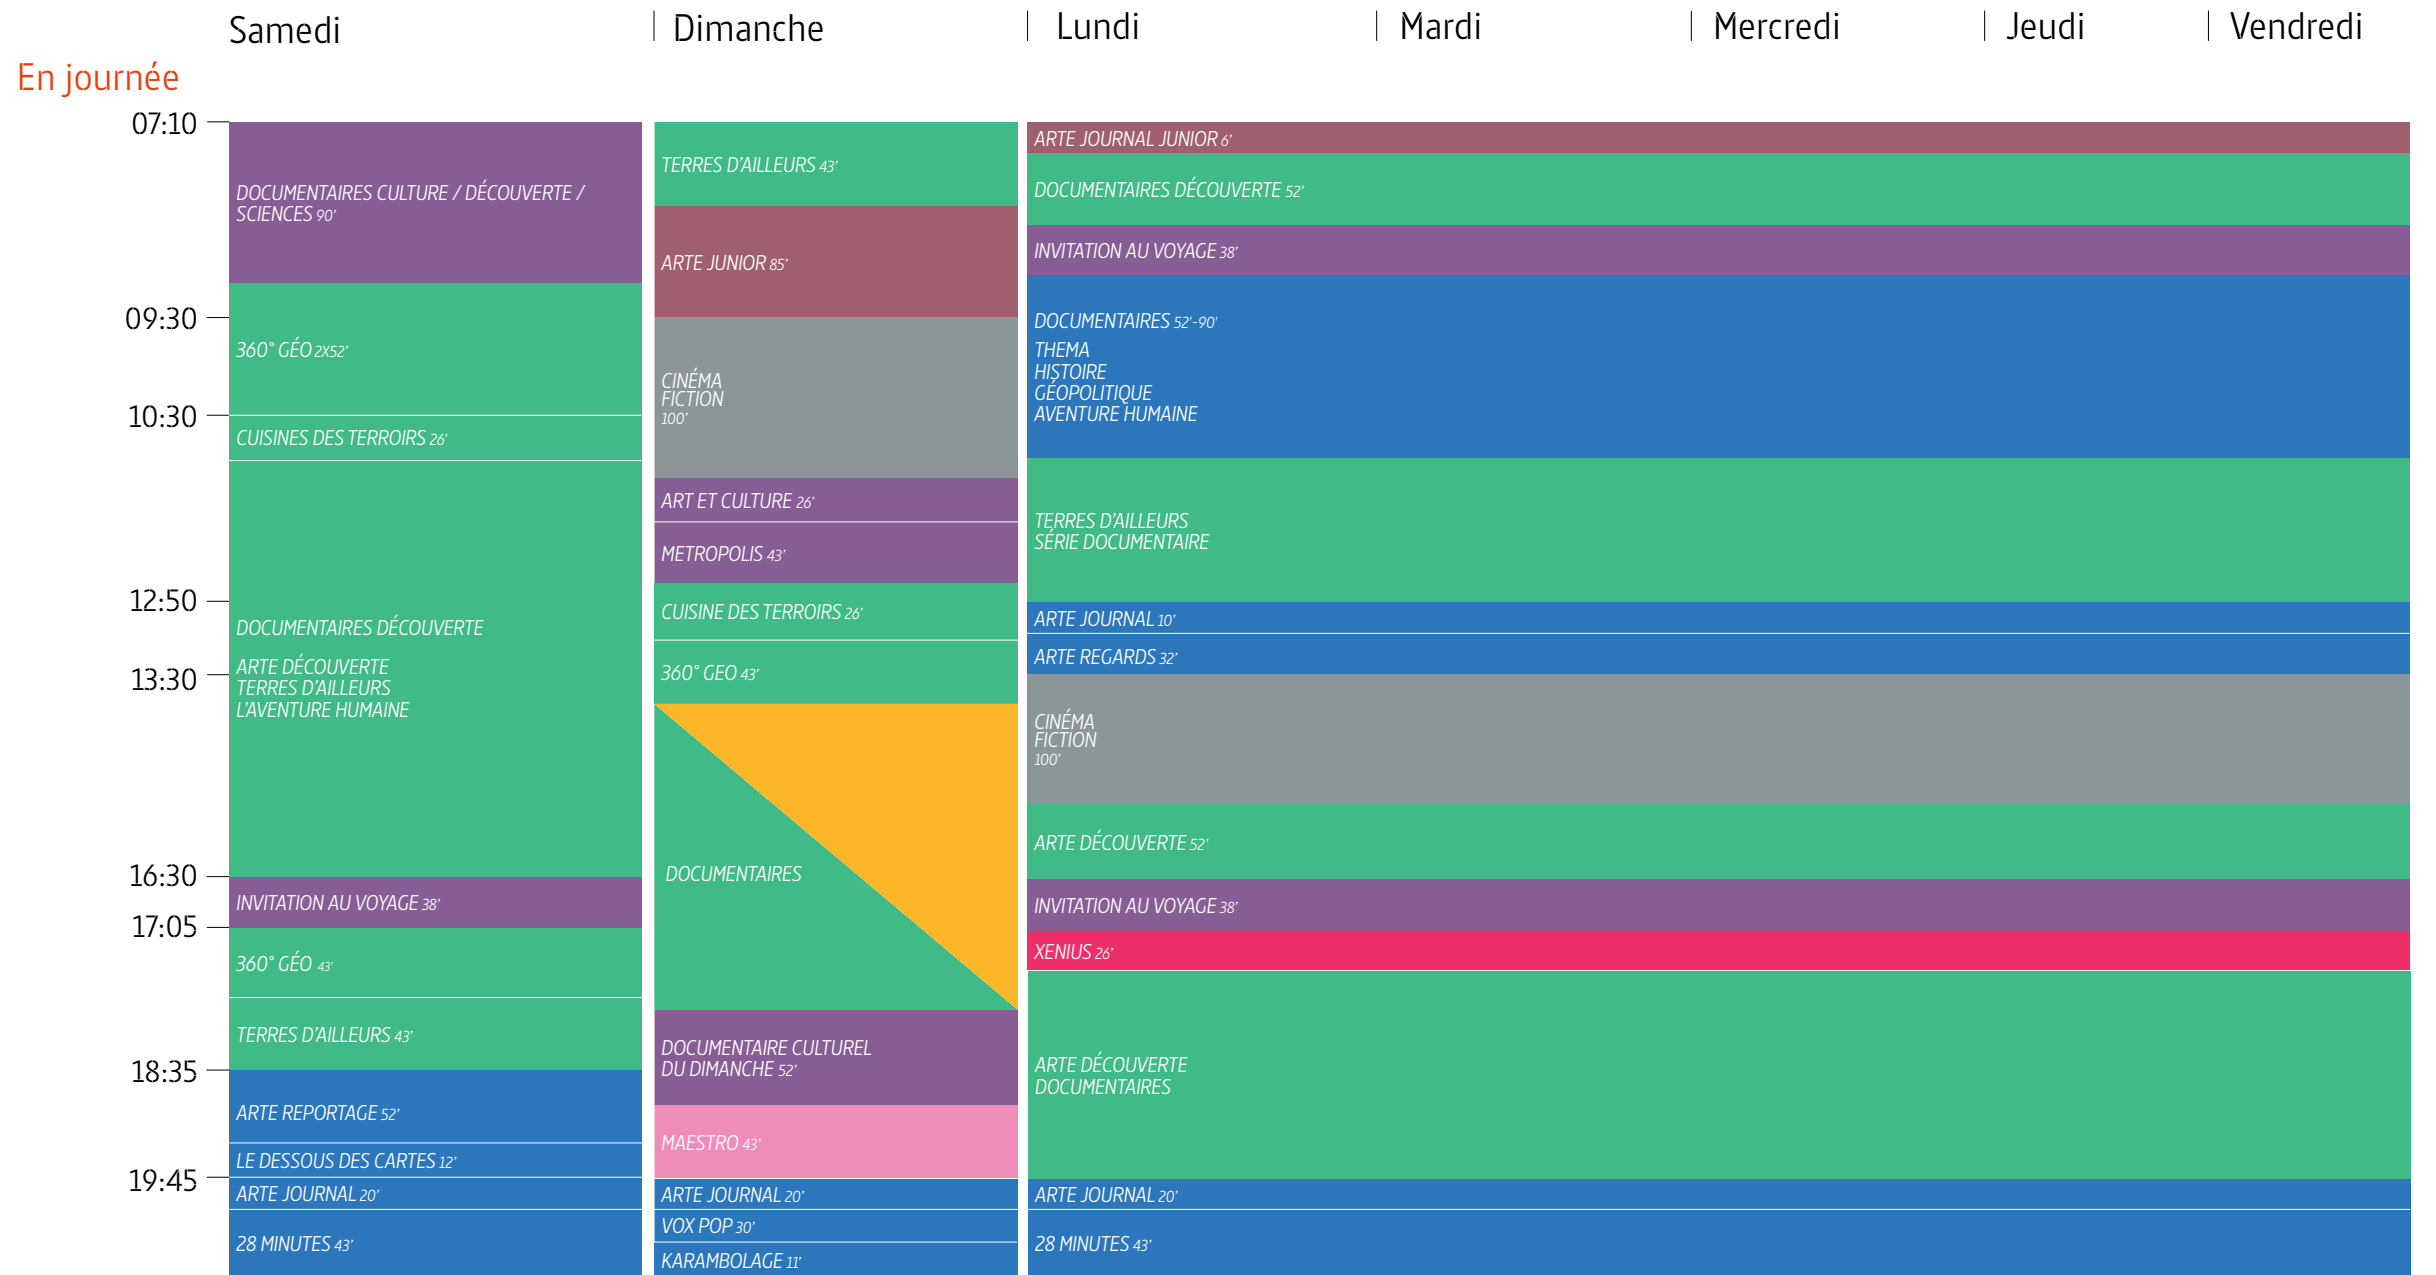 Samedi
Dimanche
Lundi
Mardi
Mercredi
Jeudi
Vendredi
En journée
07:10
09:30
10:30
12:50
13:30
16:30
17:05
18:35
19:45
DOCUMENTAIRES CULTURE / DÉCOUVERTE /
SCIENCES 90’
360° GÉO 2X52’
CUISINES DES TERROIRS 26’
DOCUMENTAIRES DÉCOUVERTE
ARTE DÉCOUVERTE
TERRES D’AILLEURS
L’AVENTURE HUMAINE
INVITATION AU VOYAGE 38’
360° GÉO 43’
TERRES D’AILLEURS 43’
ARTE REPORTAGE 52’
LE DESSOUS DES CARTES 12’
ARTE JOURNAL 20’
28 MINUTES 43’
TERRES D’AILLEURS 43’
ARTE JUNIOR 85’
CINÉMA
FICTION
100’
ART ET CULTURE 26’
METROPOLIS 43’
CUISINE DES TERROIRS 26’
360° GEO 43’
DOCUMENTAIRES
DOCUMENTAIRE CULTUREL
DU DIMANCHE 52’
MAESTRO 43’
ARTE JOURNAL 20’
VOX POP 30’
KARAMBOLAGE 11’
ARTE JOURNAL JUNIOR 6’
DOCUMENTAIRES DÉCOUVERTE 52’
INVITATION AU VOYAGE 38’
DOCUMENTAIRES 52'-90'
THEMA
HISTOIRE
GÉOPOLITIQUE
AVENTURE HUMAINE
TERRES D’AILLEURS
SÉRIE DOCUMENTAIRE
ARTE JOURNAL 10’
ARTE REGARDS 32’
CINÉMA
FICTION
100’
ARTE DÉCOUVERTE 52’
INVITATION AU VOYAGE 38’
XENIUS 26’
ARTE DÉCOUVERTE
DOCUMENTAIRES
ARTE JOURNAL 20’
28 MINUTES 43’